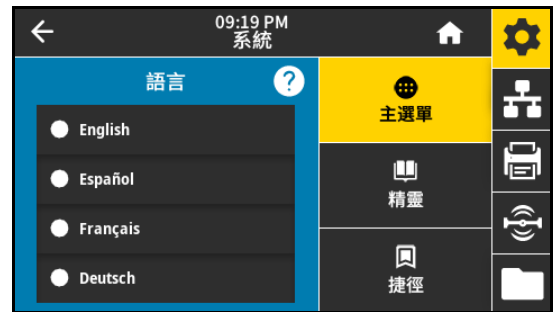 09:19 PM
系統
語言
?
English
Español
Français
Deutsch
主選單
精靈
捷徑